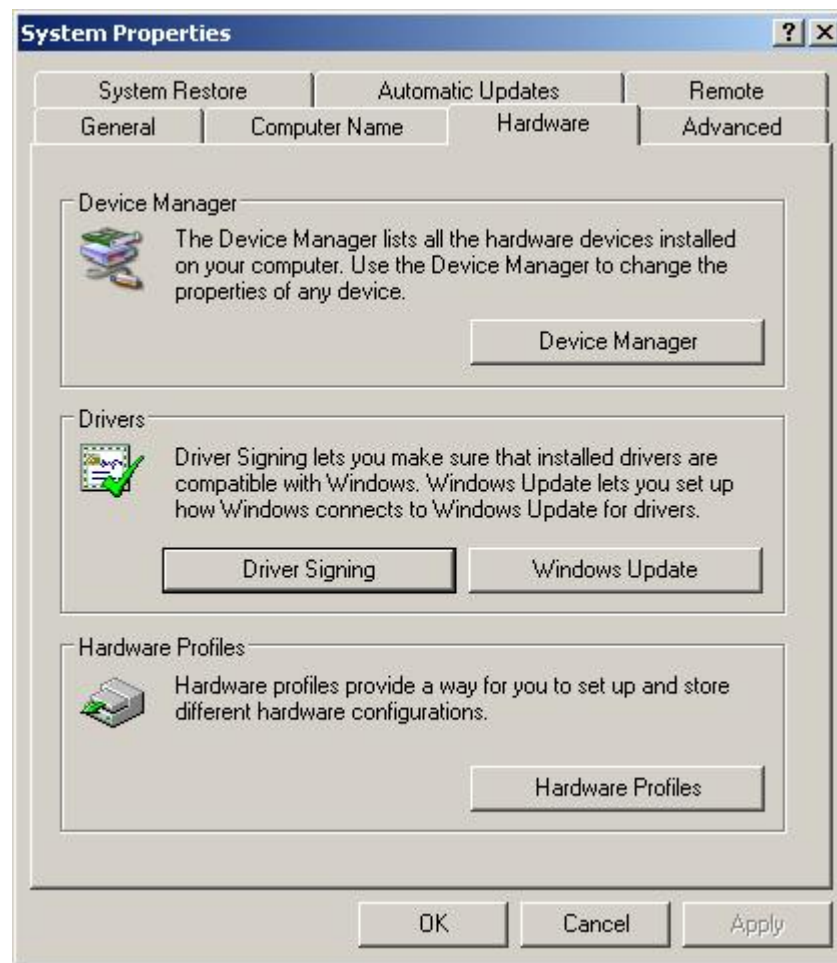 System Properties
System Restore Automatic Updates Remote
General Computer Name Hardware Advanced
Device Manager
The Device Manager lists all the hardware devices installed
on your computer. Use the Device Manager to change the
properties of any device.
Device Manager
Drivers
Driver Signing lets you make sure that installed drivers are
compatible with Windows. Windows Update lets you set up
how Windows connects to Windows Update for drivers.
Driver Signing Windows Update
Hardware Profiles
Hardware profiles provide a way for you to set up and store
different hardware configurations.
Hardware Profiles
OK Cancel Apply